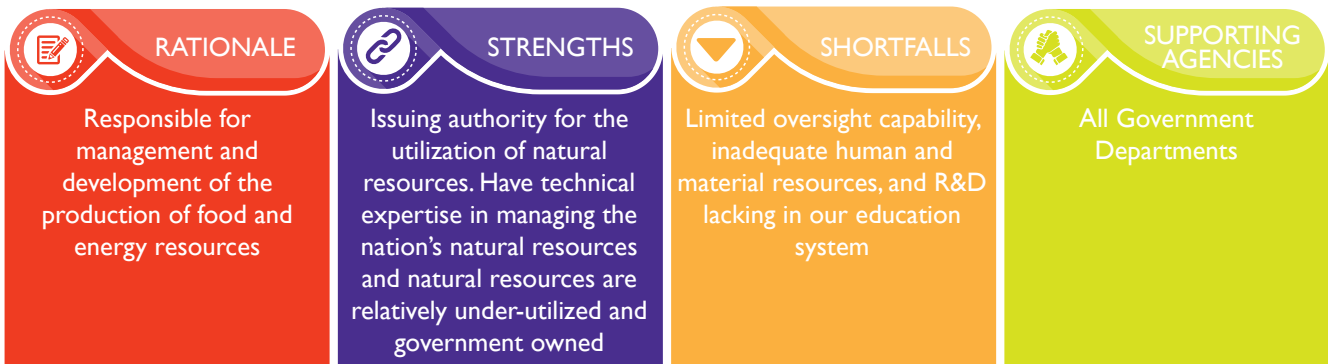 RATIONALE
Responsible for
management and
development of the
production of food and
energy resources
STRENGTHS
Issuing authority for the
utilization of natural
resources. Have technical
expertise in managing the
nation’s natural resources
and natural resources are
relatively under-utilized and
government owned
SHORTFALLS
Limited oversight capability,
inadequate human and
material resources, and R&D
lacking in our education
system
SUPPORTING
AGENCIES
All Government
Departments